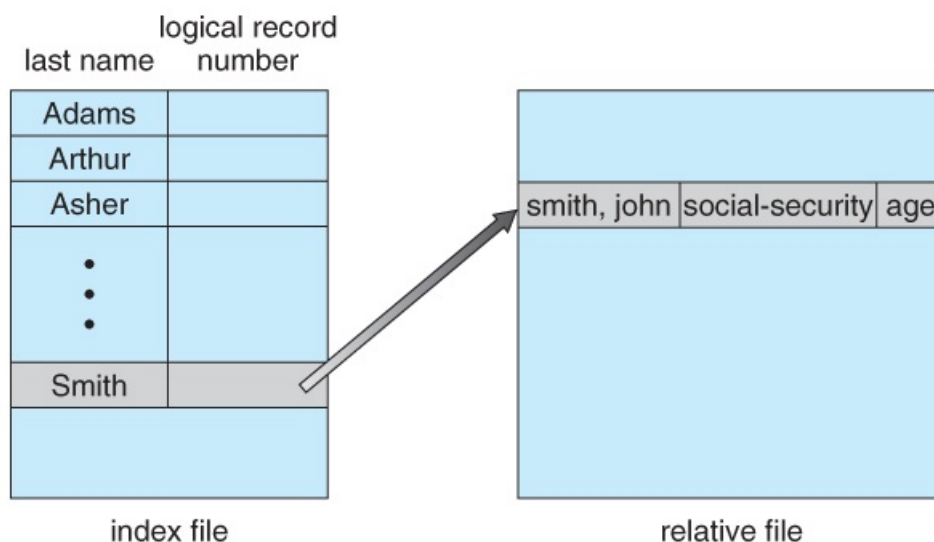 last name
logical record
number
Adams
Arthur
Asher
Smith
index file
smith, john social-security age
relative file